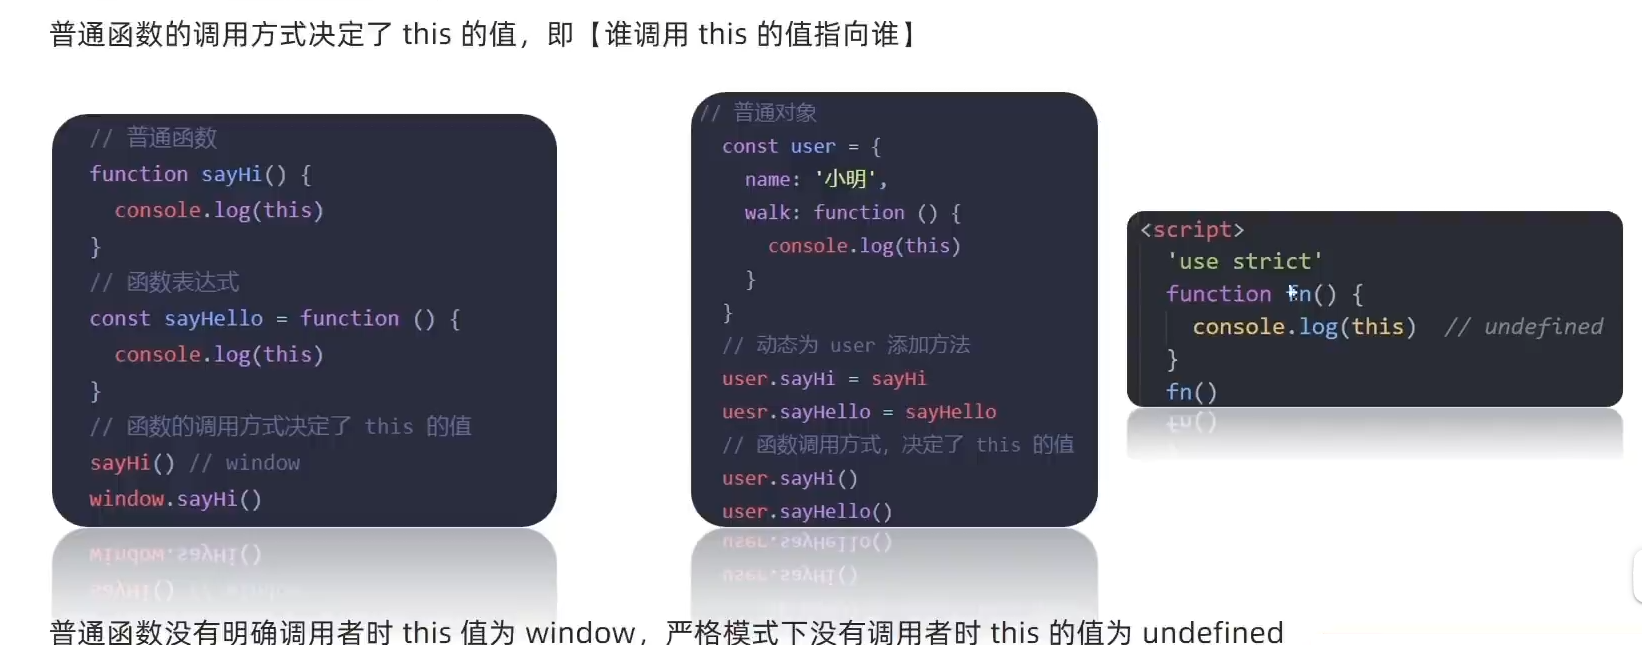 普通函数的调用方式决定了 this 的值，即【谁调用 this 的值指向谁】
// 普通函数
function sayHi() {
console.log(this)
}
// 函数表达式
const sayHello = function () {
console.log(this)
}
// 函数的调用方式决定了 this 的值
sayHi() // window
window.sayHi()
// 普通对象
const user = {
name: '小明',
walk: function () {
console.log(this)
}
}
// 动态为 user 添加方法
user.sayHi = sayHi
uesr.sayHello = sayHello
// 函数调用方式，决定了 this 的值
user.sayHi()
user.sayHello()
<script>
'use strict'
function fn() {
console.log(this) // undefined
}
fn()
普通函数没有明确调用者时 this 值为 window，严格模式下没有调用者时 this 的值为 undefined